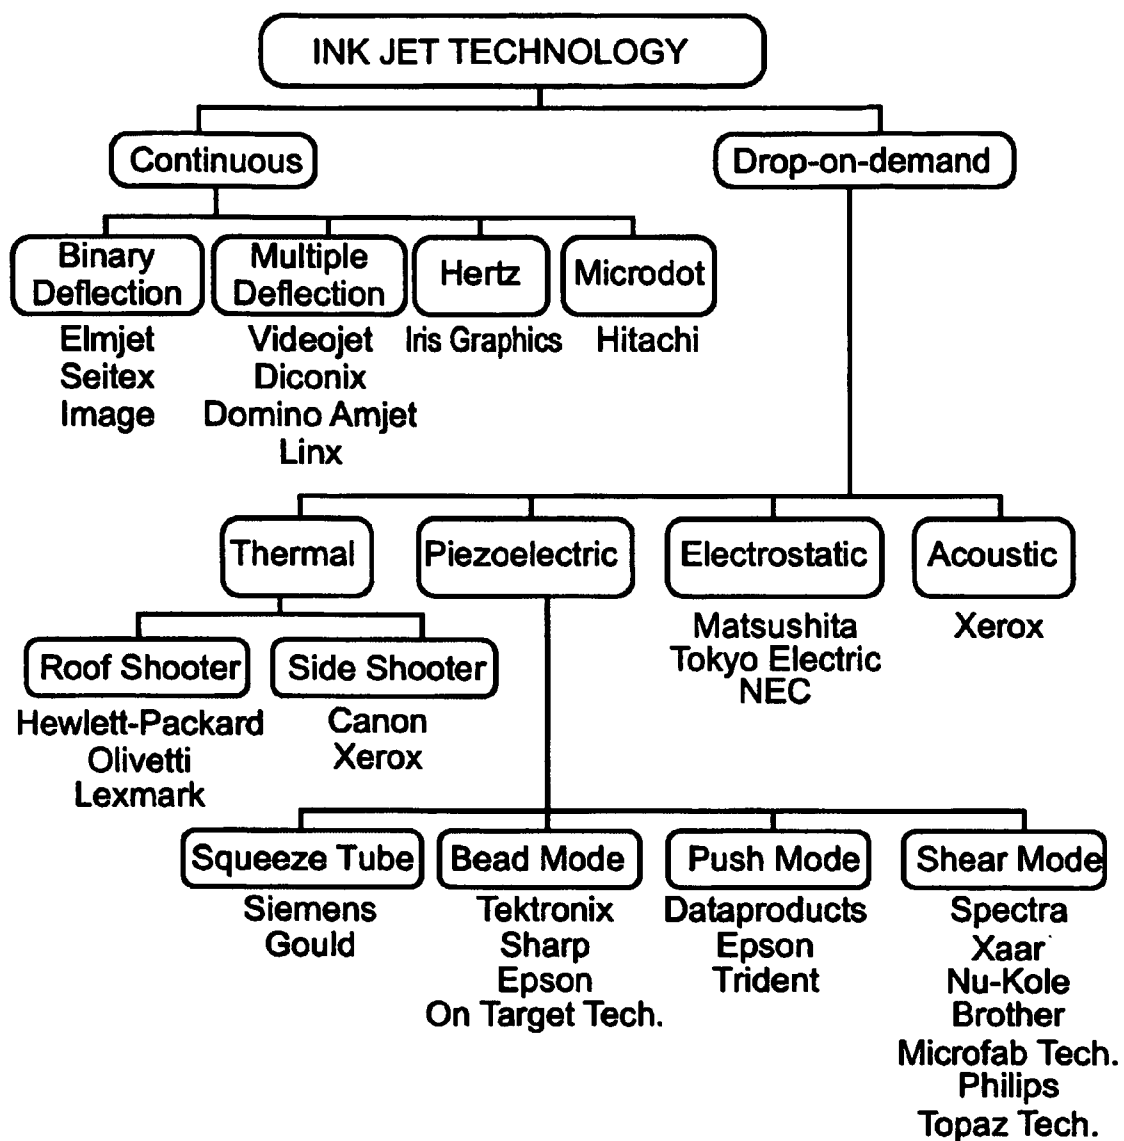 INK JET TECHNOLOGY
Continuous
Drop-on-demand
Binary
Deflection
Multiple
Deflection
Hertz
Microdot
Elmjet
Seitex
Image
Videojet
Diconix
Domino Amjet
Linx
Iris Graphics
Hitachi
Thermal
Piezoelectric
Electrostatic
Acoustic
Matsushita
Tokyo Electric
NEC
Xerox
Roof Shooter
Side Shooter
Hewlett-Packard
Olivetti
Lexmark
Canon
Xerox
Squeeze Tube
Bead Mode
Push Mode
Shear Mode
Siemens
Gould
Tektronix
Sharp
Epson
On Target Tech.
Dataproducts
Epson
Trident
Spectra
Xaar
Nu-Kole
Brother
Microfab Tech.
Philips
Topaz Tech.